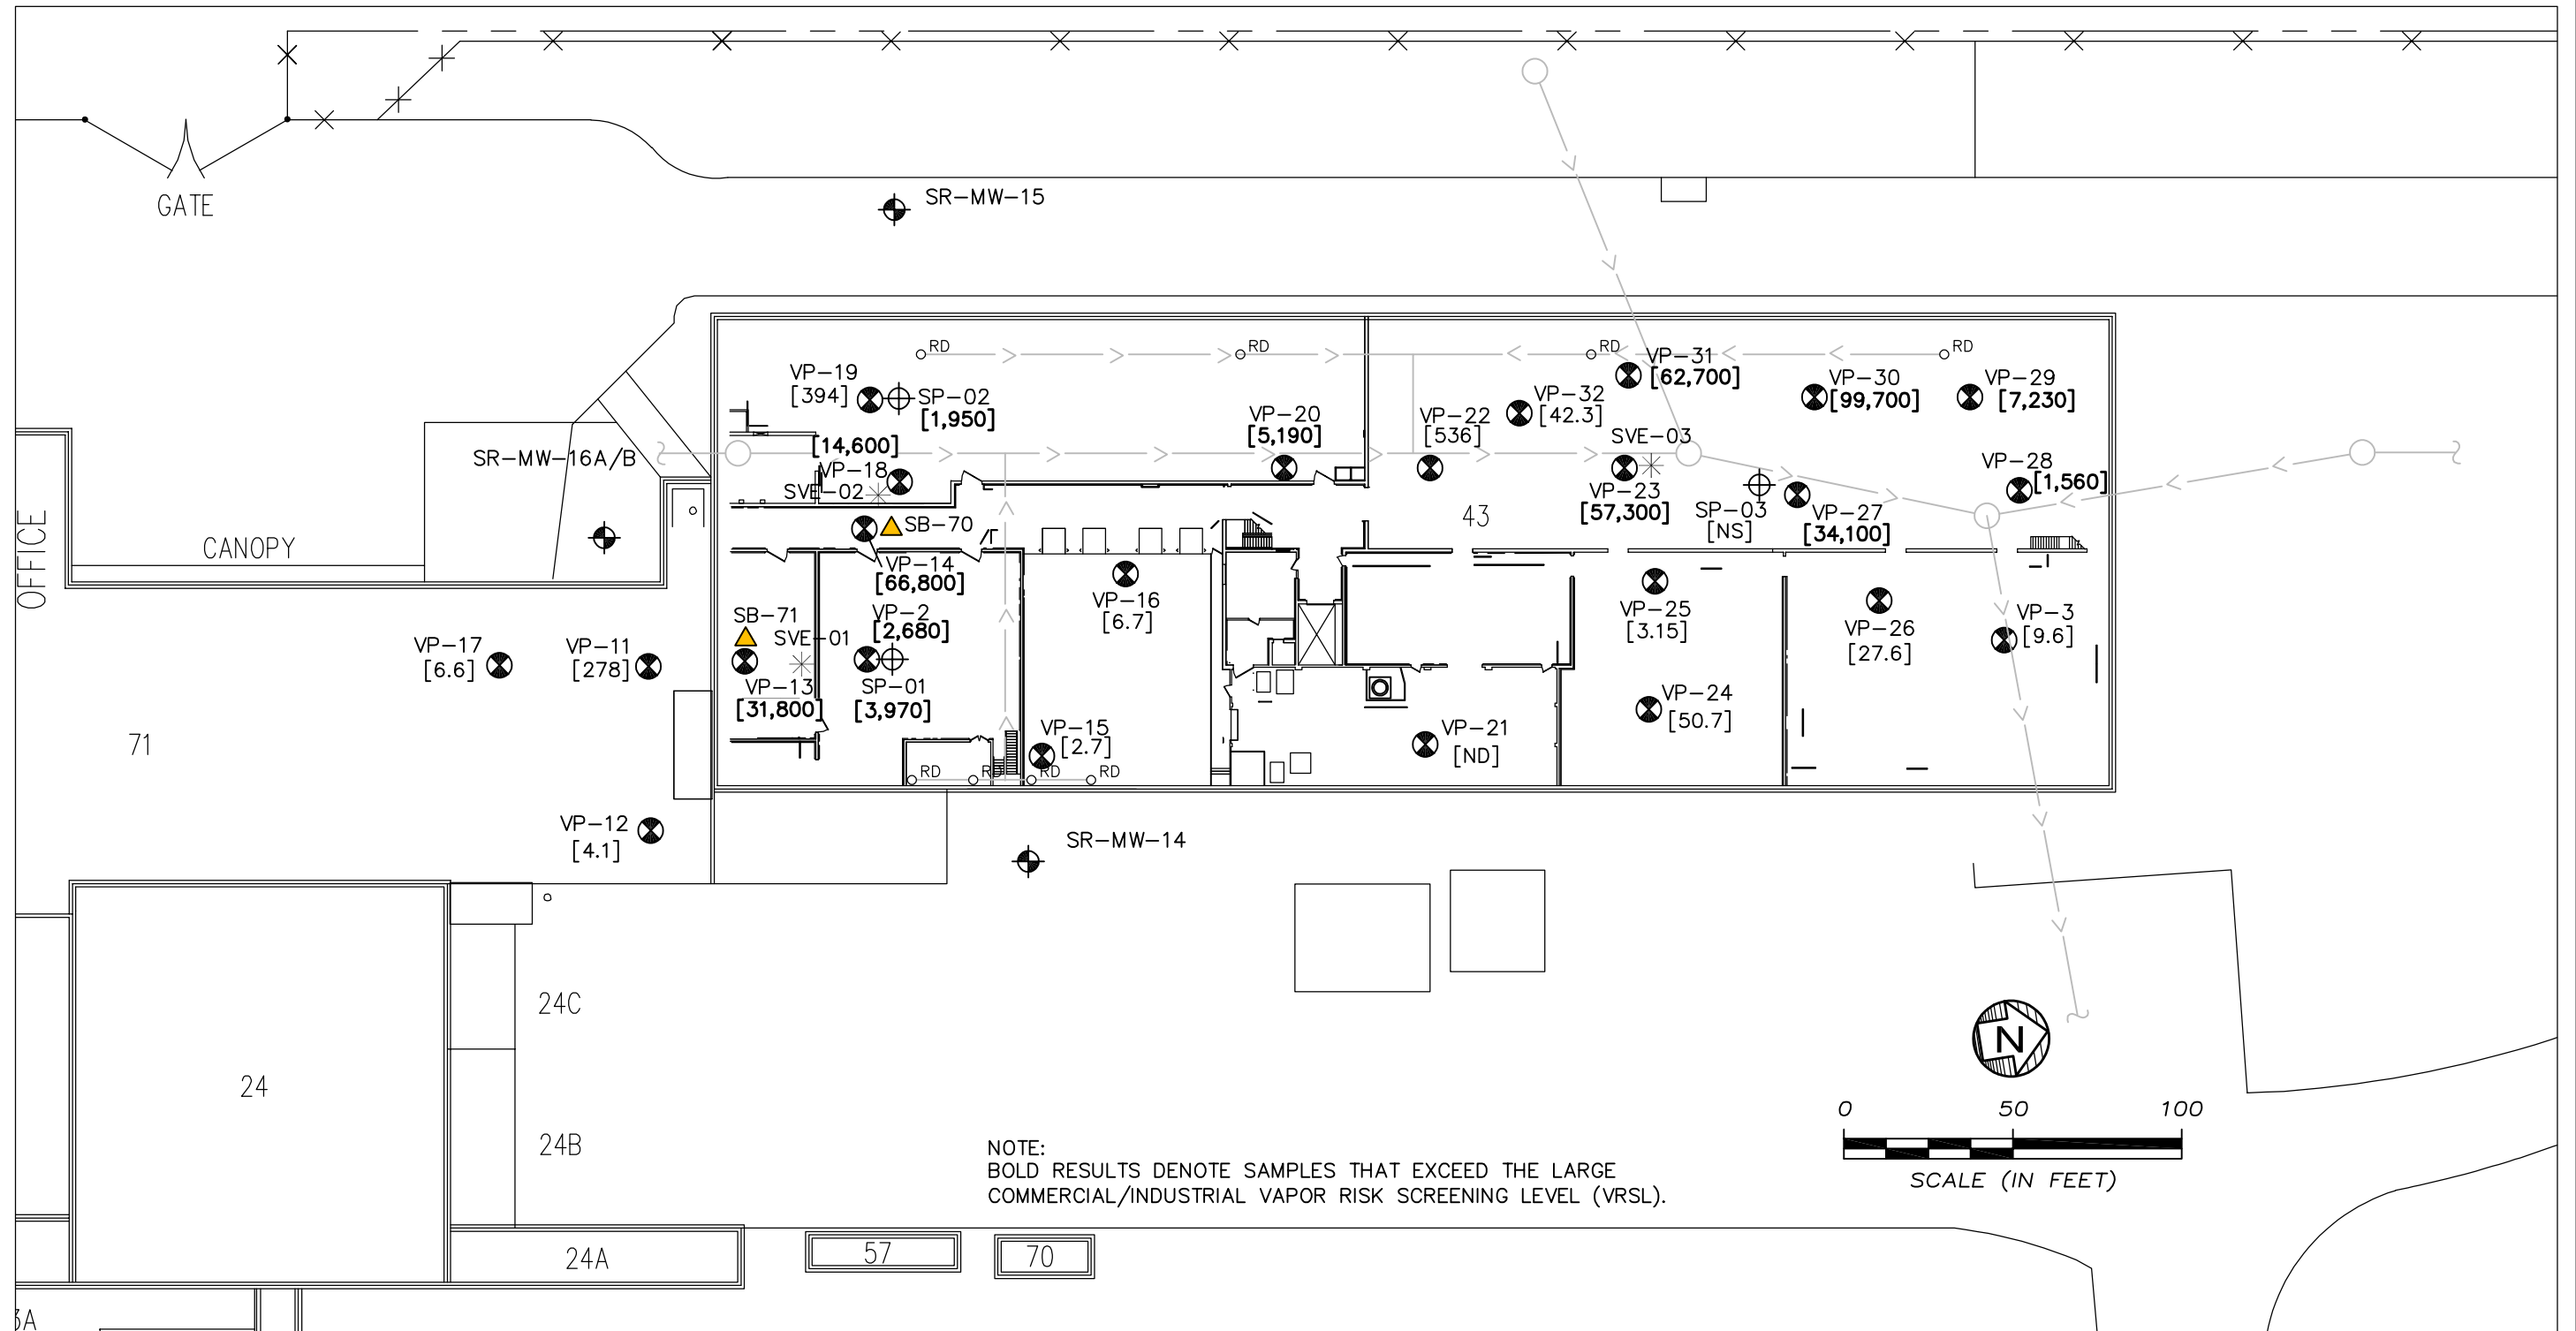 GATE
SR-MW-15
RD
RD
RD
RD
VP-19
[394]
SP-02
[1,950]
VP-20
[5,190]
VP-22
[536]
VP-32
[42.3]
VP-31
[62,700]
VP-30
[99,700]
VP-29
[7,230]
[14,600]
VP-18
SVE-02
SR-MW-16A/B
SVE-03
VP-23
[57,300]
SP-03
[NS]
VP-27
[34,100]
VP-28
[1,560]
43
SB-70
VP-14
[66,800]
OFFICE
CANOPY
VP-17
[6.6]
VP-11
[278]
SB-71
SVE-01
VP-13
[31,800]
VP-2
[2,680]
SP-01
[3,970]
VP-16
[6.7]
VP-25
[3.15]
VP-26
[27.6]
VP-3
[9.6]
VP-24
[50.7]
VP-15
[2.7]
VP-21
[ND]
RD
RD
RD
RD
71
VP-12
[4.1]
SR-MW-14
24C
24
24B
24A
57
70
3A
N
0 50 100
SCALE (IN FEET)
NOTE:
BOLD RESULTS DENOTE SAMPLES THAT EXCEED THE LARGE
COMMERCIAL/INDUSTRIAL VAPOR RISK SCREENING LEVEL (VRSL).